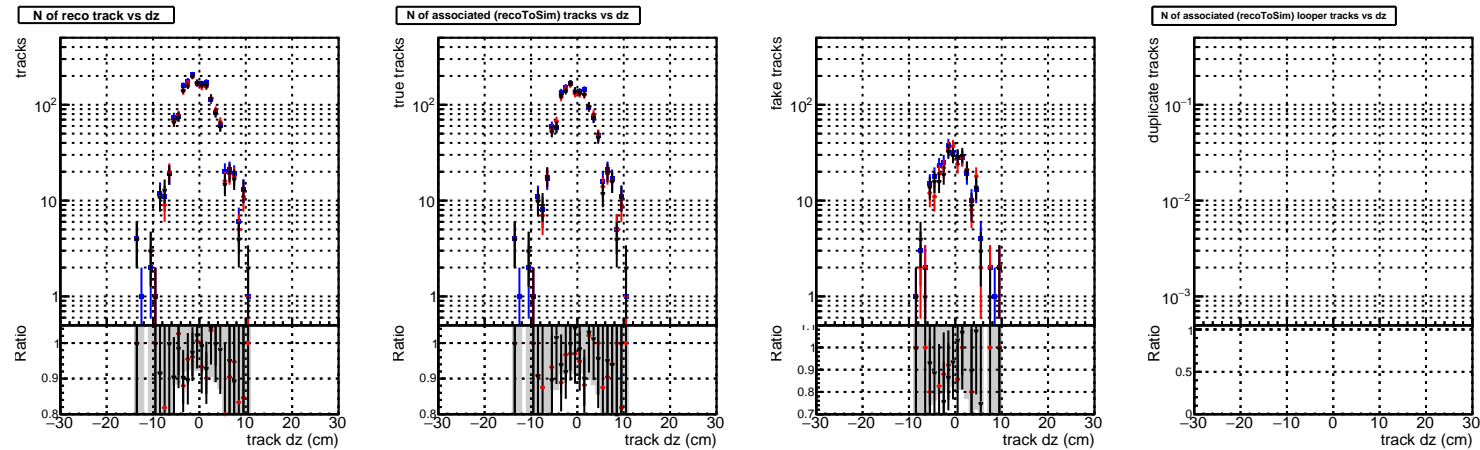 N of reco track vs dz
tracks
10²
10
1
Ratio
1
0.9
0.8
−30 −20 −10 0 10 20 30
track dz (cm)
N of associated (recoToSim) tracks vs dz
true tracks
10²
10
1
Ratio
1
0.9
0.8
−30 −20 −10 0 10 20 30
track dz (cm)
fake tracks
10²
10
1
Ratio
1.1
1
0.9
0.8
0.7
−30 −20 −10 0 10 20 30
track dz (cm)
N of associated (recoToSim) looper tracks vs dz
duplicate tracks
10⁻¹
10⁻²
10⁻³
Ratio
1
0.5
0
−30 −20 −10 0 10 20 30
track dz (cm)